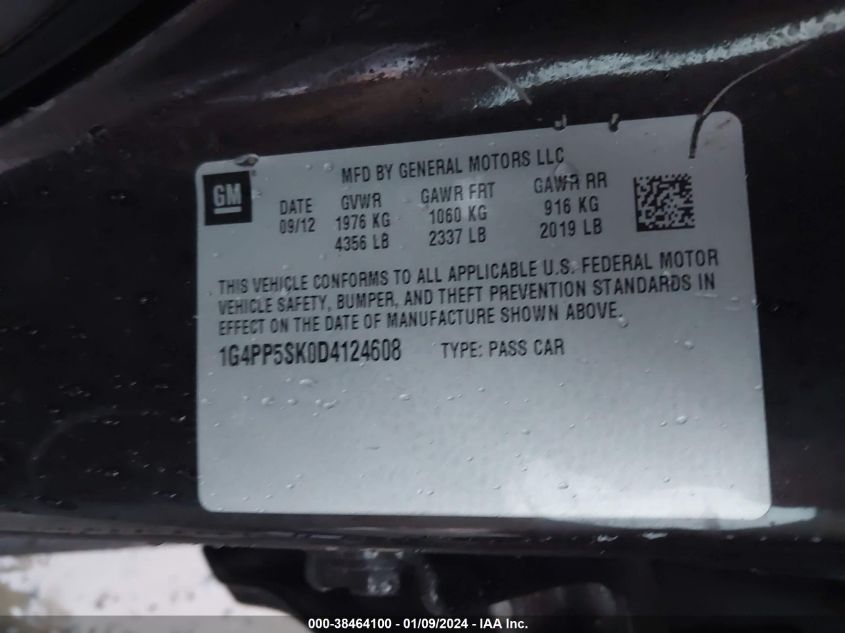 MFD BY GENERAL MOTORS LLC
GM
DATE GVWR GAWR FRT GAWR RR
09/12 1976 KG 1060 KG 916 KG
4356 LB 2337 LB 2019 LB
THIS VEHICLE CONFORMS TO ALL APPLICABLE U.S. FEDERAL MOTOR
VEHICLE SAFETY, BUMPER, AND THEFT PREVENTION STANDARDS IN
EFFECT ON THE DATE OF MANUFACTURE SHOWN ABOVE.
1G4PP5SK0D4124608 TYPE: PASS CAR
000-38464100 - 01/09/2024 - IAA Inc.